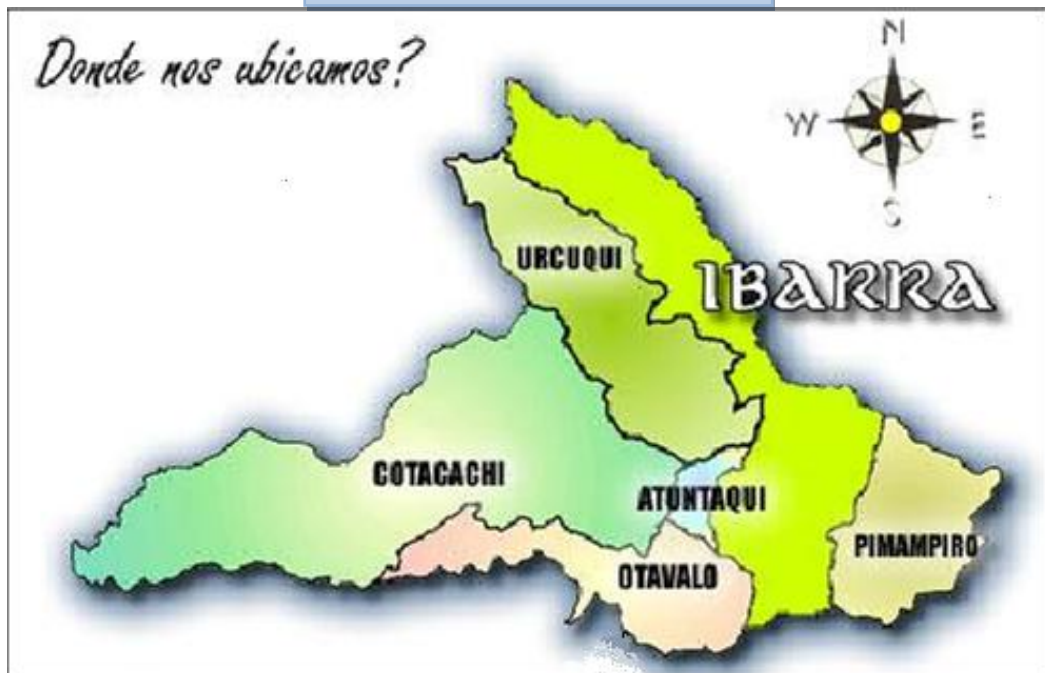 Donde nos ubicamos?
N
W E
S
URCUQUI
IBARRA
COTACACHI
ATUNTAQUI
PIMAMPIRO
OTAVALO